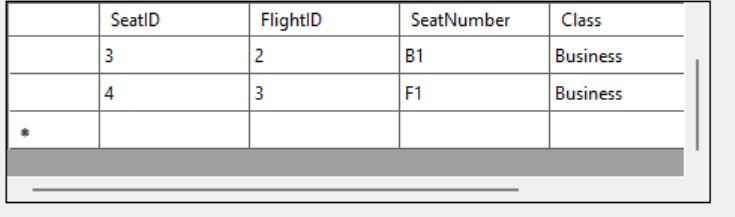 SeatID FlightID SeatNumber Class
3 2 B1 Business
4 3 F1 Business
*